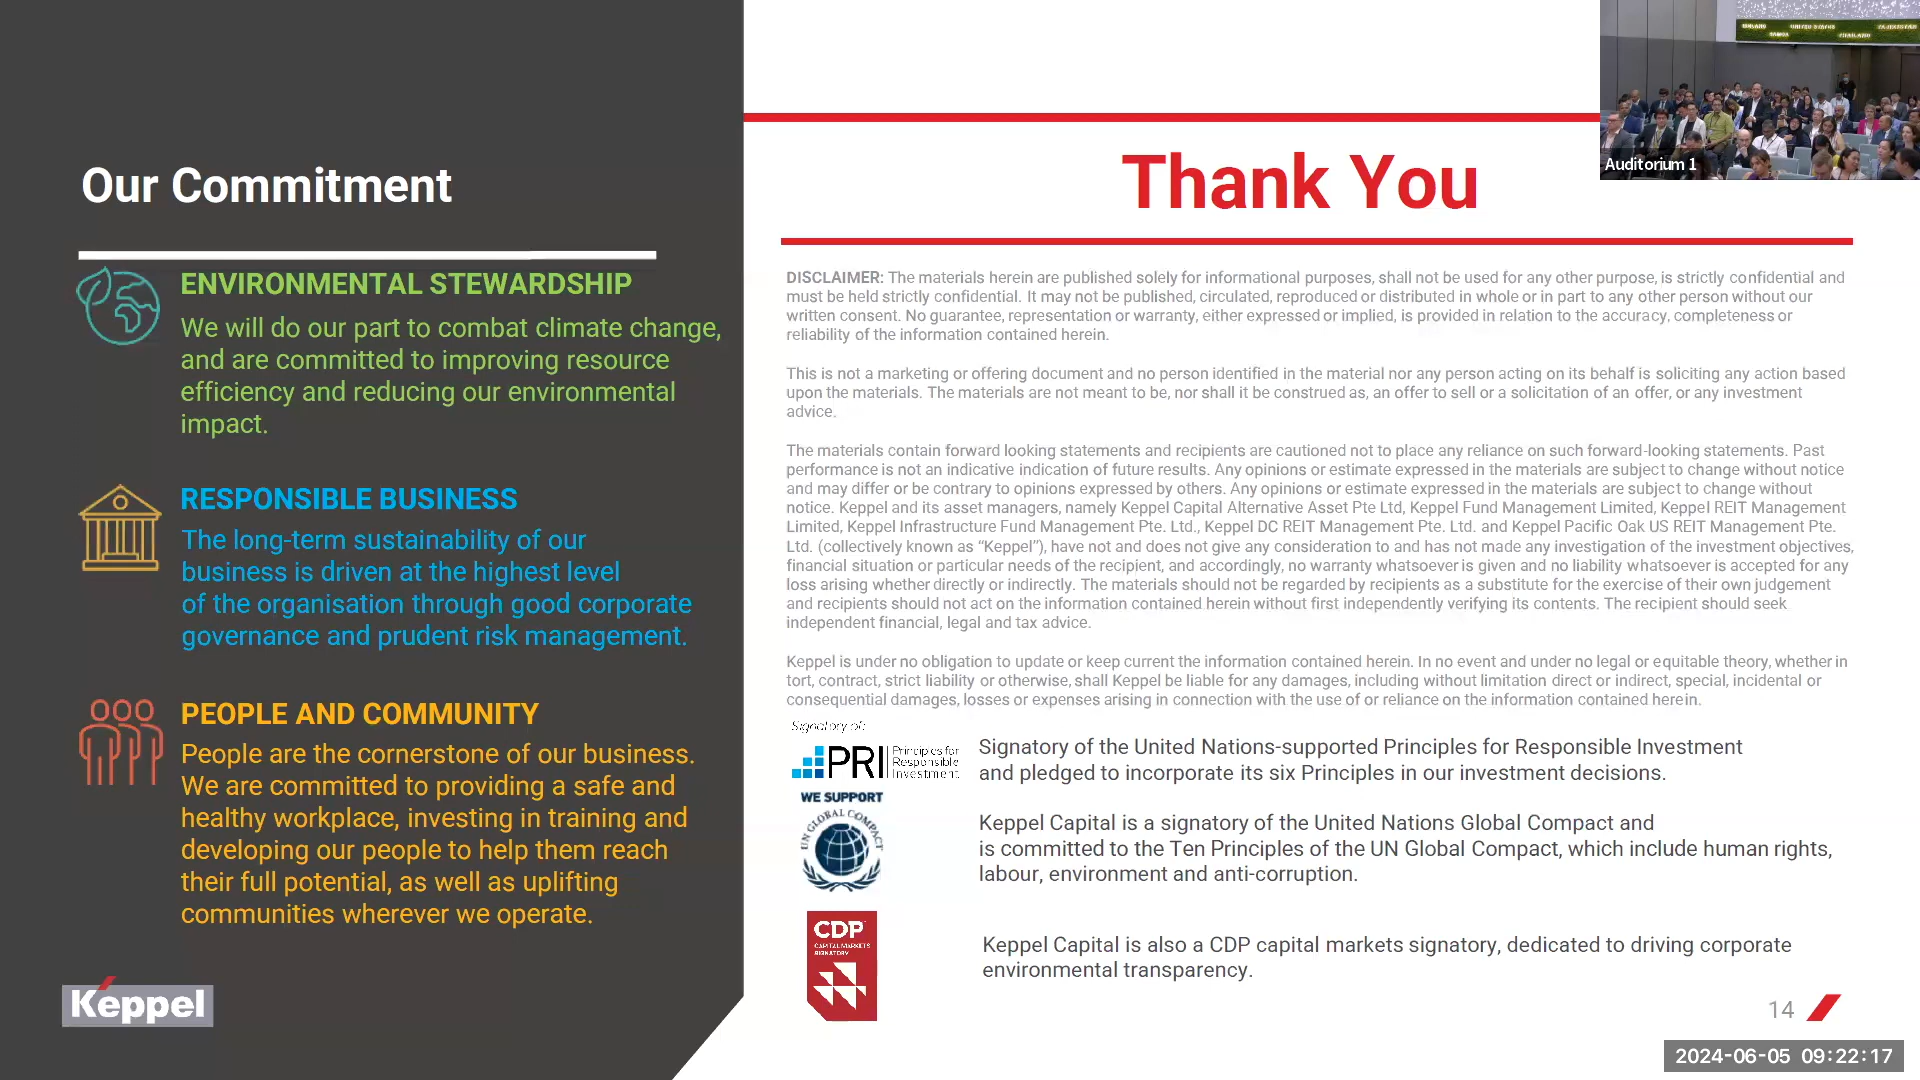 Our Commitment
ENVIRONMENTAL STEWARDSHIP
We will do our part to combat climate change,
and are committed to improving resource
efficiency and reducing our environmental
impact.
RESPONSIBLE BUSINESS
The long-term sustainability of our
business is driven at the highest level
of the organisation through good corporate
governance and prudent risk management.
PEOPLE AND COMMUNITY
People are the cornerstone of our business.
We are committed to providing a safe and
healthy workplace, investing in training and
developing our people to help them reach
their full potential, as well as uplifting
communities wherever we operate.
Keppel
Thank You
DISCLAIMER: The materials herein are published solely for informational purposes, shall not be used for any other purpose, is strictly confidential and
must be held strictly confidential. It may not be published, circulated, reproduced or distributed in whole or in part to any other person without our
written consent. No guarantee, representation or warranty, either expressed or implied, is provided in relation to the accuracy, completeness or
reliability of the information contained herein.
This is not a marketing or offering document and no person identified in the material nor any person acting on its behalf is soliciting any action based
upon the materials. The materials are not meant to be, nor shall it be construed as, an offer to sell or a solicitation of an offer, or any investment
advice.
The materials contain forward looking statements and recipients are cautioned not to place any reliance on such forward-looking statements. Past
performance is not an indicative indication of future results. Any opinions or estimate expressed in the materials are subject to change without notice
and may differ or be contrary to opinions expressed by others. Any opinions or estimate expressed in the materials are subject to change without
notice. Keppel and its asset managers, namely Keppel Capital Alternative Asset Pte Ltd, Keppel Fund Management Limited, Keppel REIT Management
Limited, Keppel Infrastructure Fund Management Pte. Ltd., Keppel DC REIT Management Pte. Ltd. and Keppel Pacific Oak US REIT Management Pte.
Ltd. (collectively known as “Keppel”), have not and does not give any consideration to and has not made any investigation of the investment objectives,
financial situation or particular needs of the recipient, and accordingly, no warranty whatsoever is given and no liability whatsoever is accepted for any
loss arising whether directly or indirectly. The materials should not be regarded by recipients as a substitute for the exercise of their own judgement
and recipients should not act on the information contained herein without first independently verifying its contents. The recipient should seek
independent financial, legal and tax advice.
Keppel is under no obligation to update or keep current the information contained herein. In no event and under no legal or equitable theory, whether in
tort, contract, strict liability or otherwise, shall Keppel be liable for any damages, including without limitation direct or indirect, special, incidental or
consequential damages, losses or expenses arising in connection with the use of or reliance on the information contained herein.
Signatory of:
PRI Principles for
Responsible
Investment
Signatory of the United Nations-supported Principles for Responsible Investment
and pledged to incorporate its six Principles in our investment decisions.
WE SUPPORT
UN GLOBAL COMPACT
Keppel Capital is a signatory of the United Nations Global Compact and
is committed to the Ten Principles of the UN Global Compact, which include human rights,
labour, environment and anti-corruption.
CDP
CAPITAL MARKETS
SIGNATORY
Keppel Capital is also a CDP capital markets signatory, dedicated to driving corporate
environmental transparency.
14
UNITED STATES
SAMOA THAILAND
TAJIKISTAN
Auditorium 1
2024-06-05 09:22:17